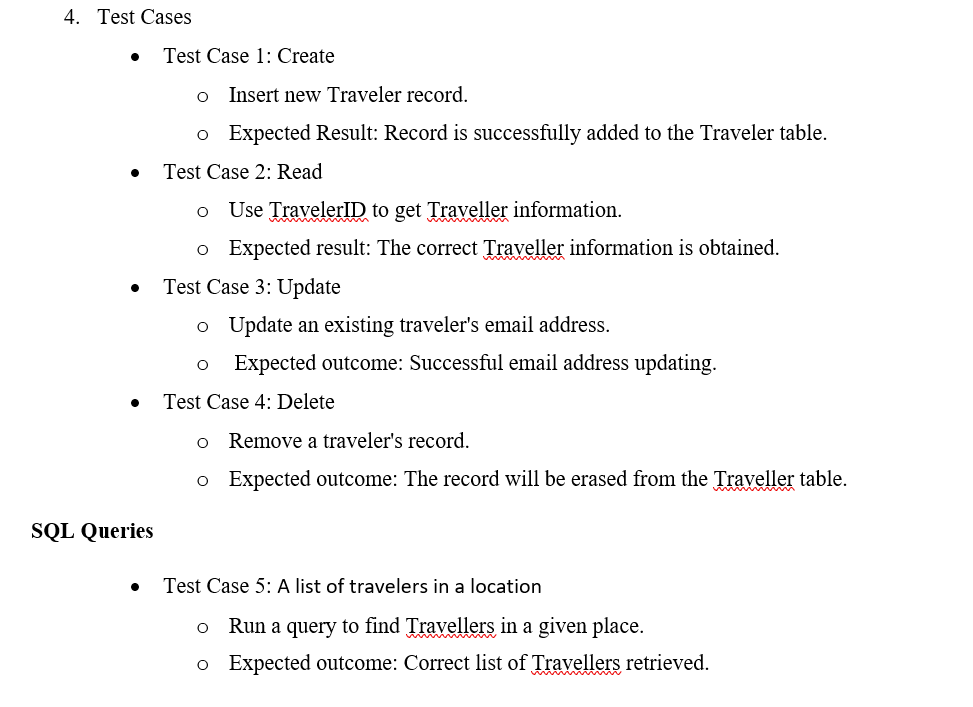 4. Test Cases
• Test Case 1: Create
o Insert new Traveler record.
o Expected Result: Record is successfully added to the Traveler table.
• Test Case 2: Read
o Use TravelerID to get Traveller information.
o Expected result: The correct Traveller information is obtained.
• Test Case 3: Update
o Update an existing traveler's email address.
o Expected outcome: Successful email address updating.
• Test Case 4: Delete
o Remove a traveler's record.
o Expected outcome: The record will be erased from the Traveller table.
SQL Queries
• Test Case 5: A list of travelers in a location
o Run a query to find Travellers in a given place.
o Expected outcome: Correct list of Travellers retrieved.